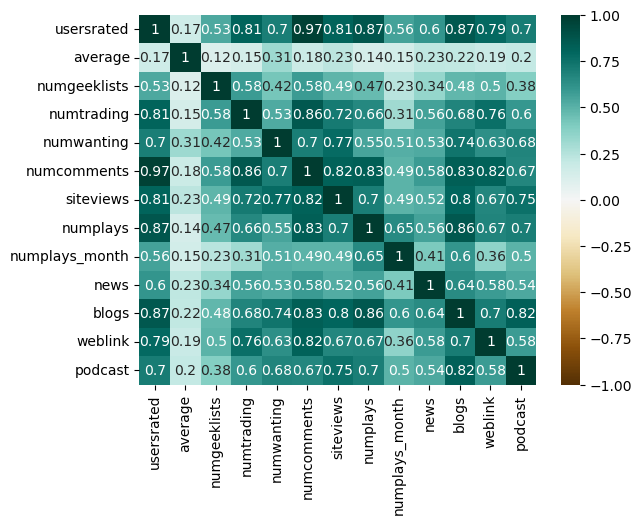 usersrated 1 0.17 0.53 0.81 0.7 0.97 0.81 0.87 0.56 0.6 0.87 0.79 0.7
average 0.17 1 0.12 0.15 0.31 0.18 0.23 0.14 0.15 0.23 0.22 0.19 0.2
numgeeklists 0.53 0.12 1 0.58 0.42 0.58 0.49 0.47 0.23 0.34 0.48 0.5 0.38
numtrading 0.81 0.15 0.58 1 0.53 0.86 0.72 0.66 0.31 0.56 0.68 0.76 0.6
numwanting 0.7 0.31 0.42 0.53 1 0.7 0.77 0.55 0.51 0.53 0.74 0.63 0.68
numcomments 0.97 0.18 0.58 0.86 0.7 1 0.82 0.83 0.49 0.58 0.83 0.82 0.67
siteviews 0.81 0.23 0.49 0.72 0.77 0.82 1 0.7 0.49 0.52 0.8 0.67 0.75
numplays 0.87 0.14 0.47 0.66 0.55 0.83 0.7 1 0.65 0.56 0.86 0.67 0.7
numplays_month 0.56 0.15 0.23 0.31 0.51 0.49 0.49 0.65 1 0.41 0.6 0.36 0.5
news 0.6 0.23 0.34 0.56 0.53 0.58 0.52 0.56 0.41 1 0.64 0.58 0.54
blogs 0.87 0.22 0.48 0.68 0.74 0.83 0.8 0.86 0.6 0.64 1 0.7 0.82
weblink 0.79 0.19 0.5 0.76 0.63 0.82 0.67 0.67 0.36 0.58 0.7 1 0.58
podcast 0.7 0.2 0.38 0.6 0.68 0.67 0.75 0.7 0.5 0.54 0.82 0.58 1
usersrated
average
numgeeklists
numtrading
numwanting
numcomments
siteviews
numplays
numplays_month
news
blogs
weblink
podcast
1.00
0.75
0.50
0.25
0.00
−0.25
−0.50
−0.75
−1.00